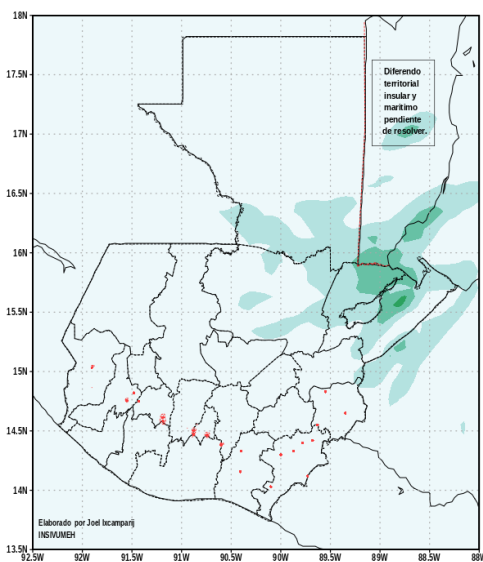 18N
17.5N
17N
16.5N
16N
15.5N
15N
14.5N
14N
13.5N
Diferendo
territorial
insular y
marítimo
pendiente
de resolver.
Elaborado por Joel Ixcamparij
INSIVUMEH
92.5W
92W
91.5W
91W
90.5W
90W
89.5W
89W
88.5W
88W